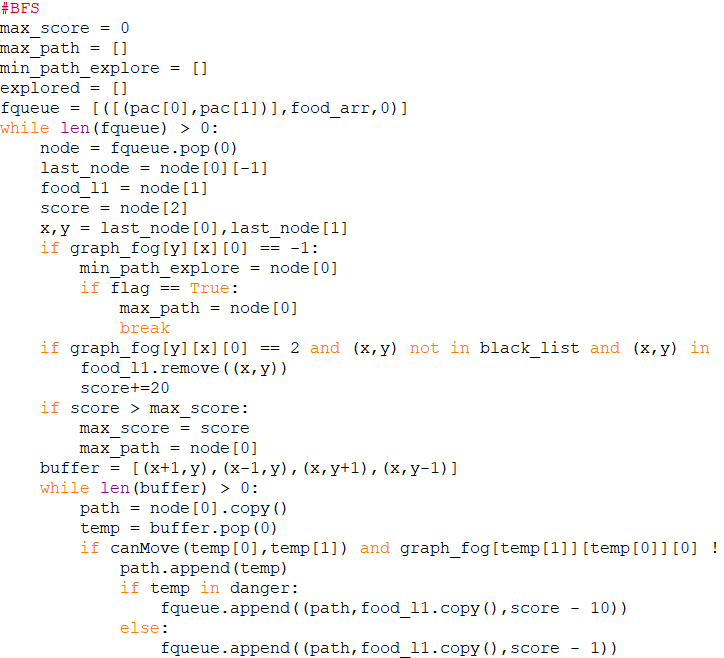 #BFS
max_score = 0
max_path = []
min_path_explore = []
explored = []
fqueue = [([(pac[0],pac[1])],food_arr,0)]
while len(fqueue) > 0:
    node = fqueue.pop(0)
    last_node = node[0][-1]
    food_l1 = node[1]
    score = node[2]
    x,y = last_node[0],last_node[1]
    if graph_fog[y][x][0] == -1:
        min_path_explore = node[0]
        if flag == True:
            max_path = node[0]
            break
    if graph_fog[y][x][0] == 2 and (x,y) not in black_list and (x,y) in
        food_l1.remove((x,y))
        score+=20
    if score > max_score:
        max_score = score
        max_path = node[0]
    buffer = [(x+1,y),(x-1,y),(x,y+1),(x,y-1)]
    while len(buffer) > 0:
        path = node[0].copy()
        temp = buffer.pop(0)
        if canMove(temp[0],temp[1]) and graph_fog[temp[1]][temp[0]][0] !
            path.append(temp)
            if temp in danger:
                fqueue.append((path,food_l1.copy(),score - 10))
            else:
                fqueue.append((path,food_l1.copy(),score - 1))